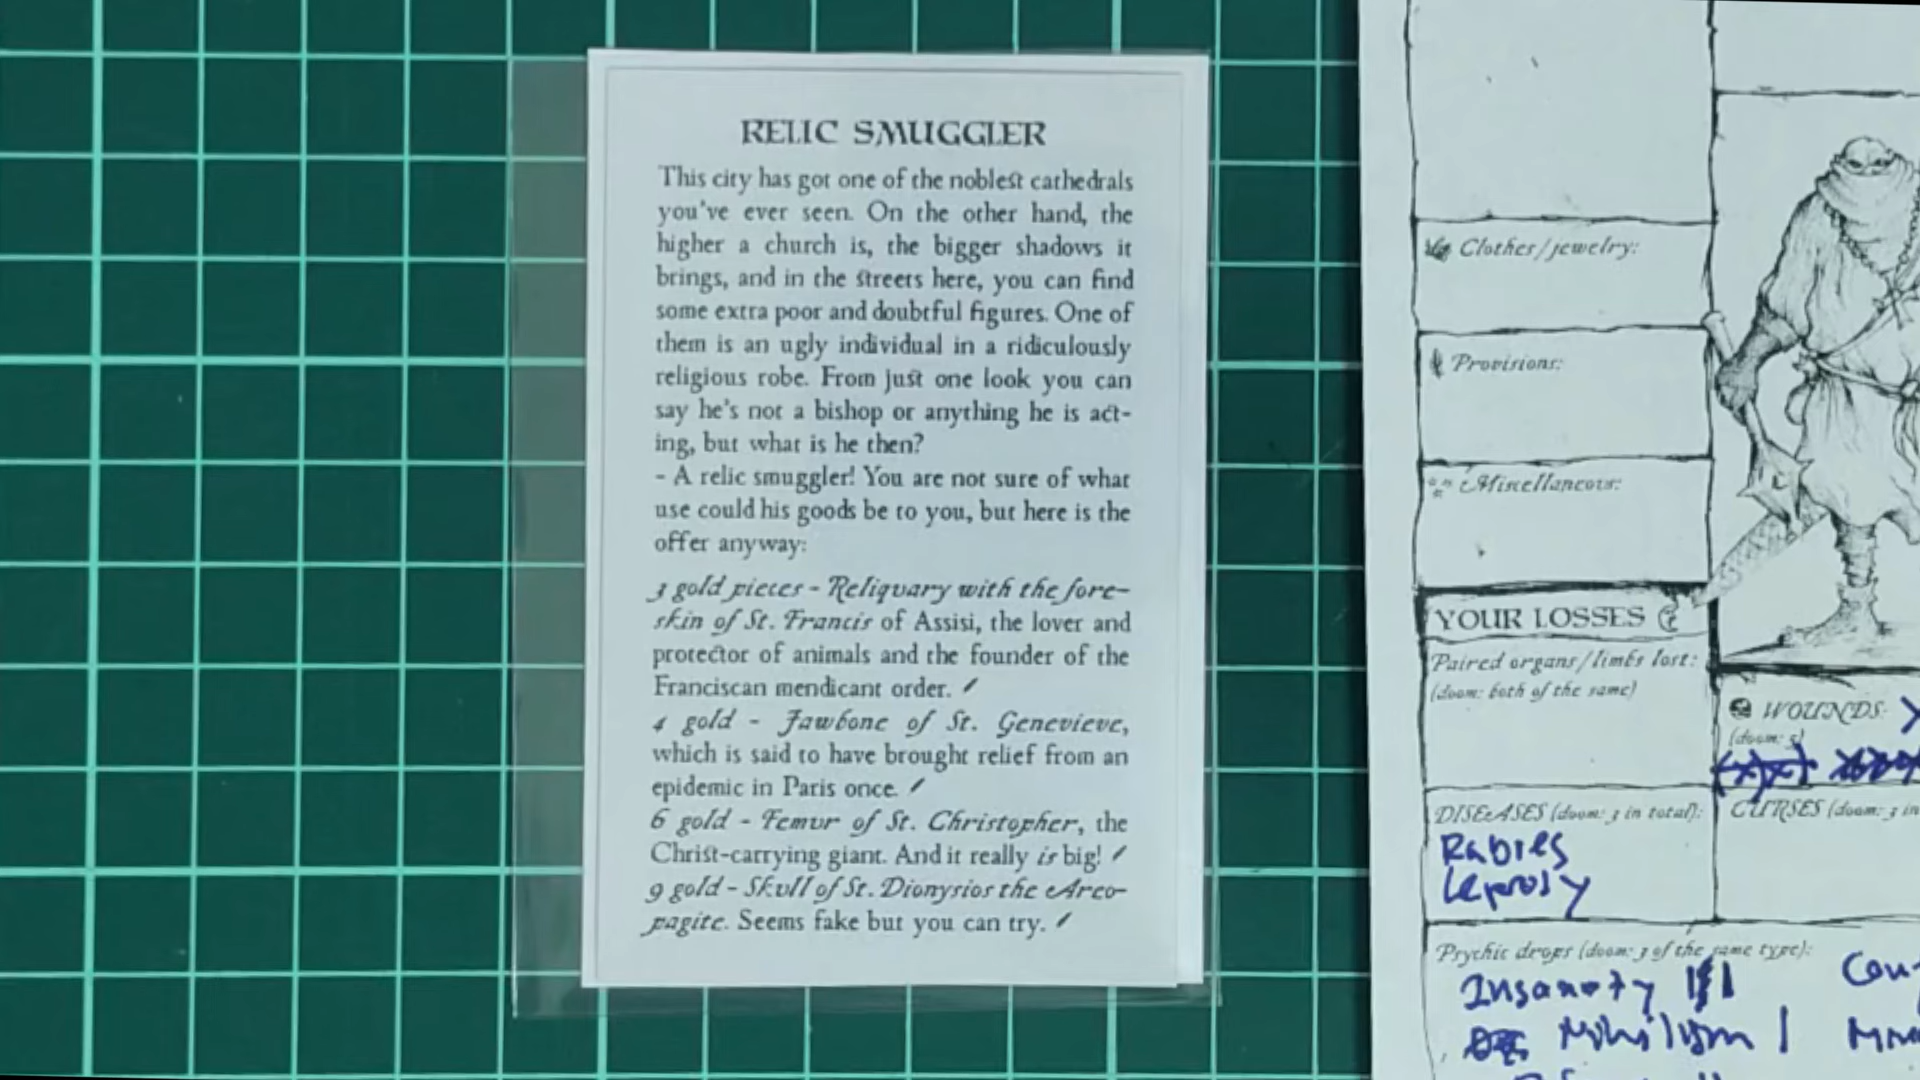 RELIC SMUGGLER
This city has got one of the noblest cathedrals
you've ever seen. On the other hand, the
higher a church is, the bigger shadows it
brings, and in the streers here, you can find
some extra poor and doubtful figures. One of
them is an ugly individual in a ridiculously
religious robe. From just one look you can
say he's not a bishop or anything he is act-
ing, but what is he then?
- A relic smuggler! You are not sure of what
use could his goods be to you, but here is the
offer anyway:
3 gold pieces - Reliquary with the fore-
skin of St. Francis of Assisi, the lover and
protector of animals and the founder of the
Franciscan mendicant order.
4 gold - Jawbone of St. Genevieve,
which is said to have brought relief from an
epidemic in Paris once.
6 gold - Femur of St. Christopher, the
Christ-carrying giant. And it really is big!
9 gold - Skull of St. Dionysios the Areo-
pagite. Seems fake but you can try.
Clothes/jewelry:
Provisions:
Miscellaneous:
YOUR LOSSES
Paired organs/limbs lost:
(doom: both of the same)
WOUNDS:
(doom: 5)
DISEASES (doom: 3 in total):
Rabies
Leprosy
CURSES (doom: 3 in
Psychic drops (doom: 3 of the same type):
Insanity
Nihilism